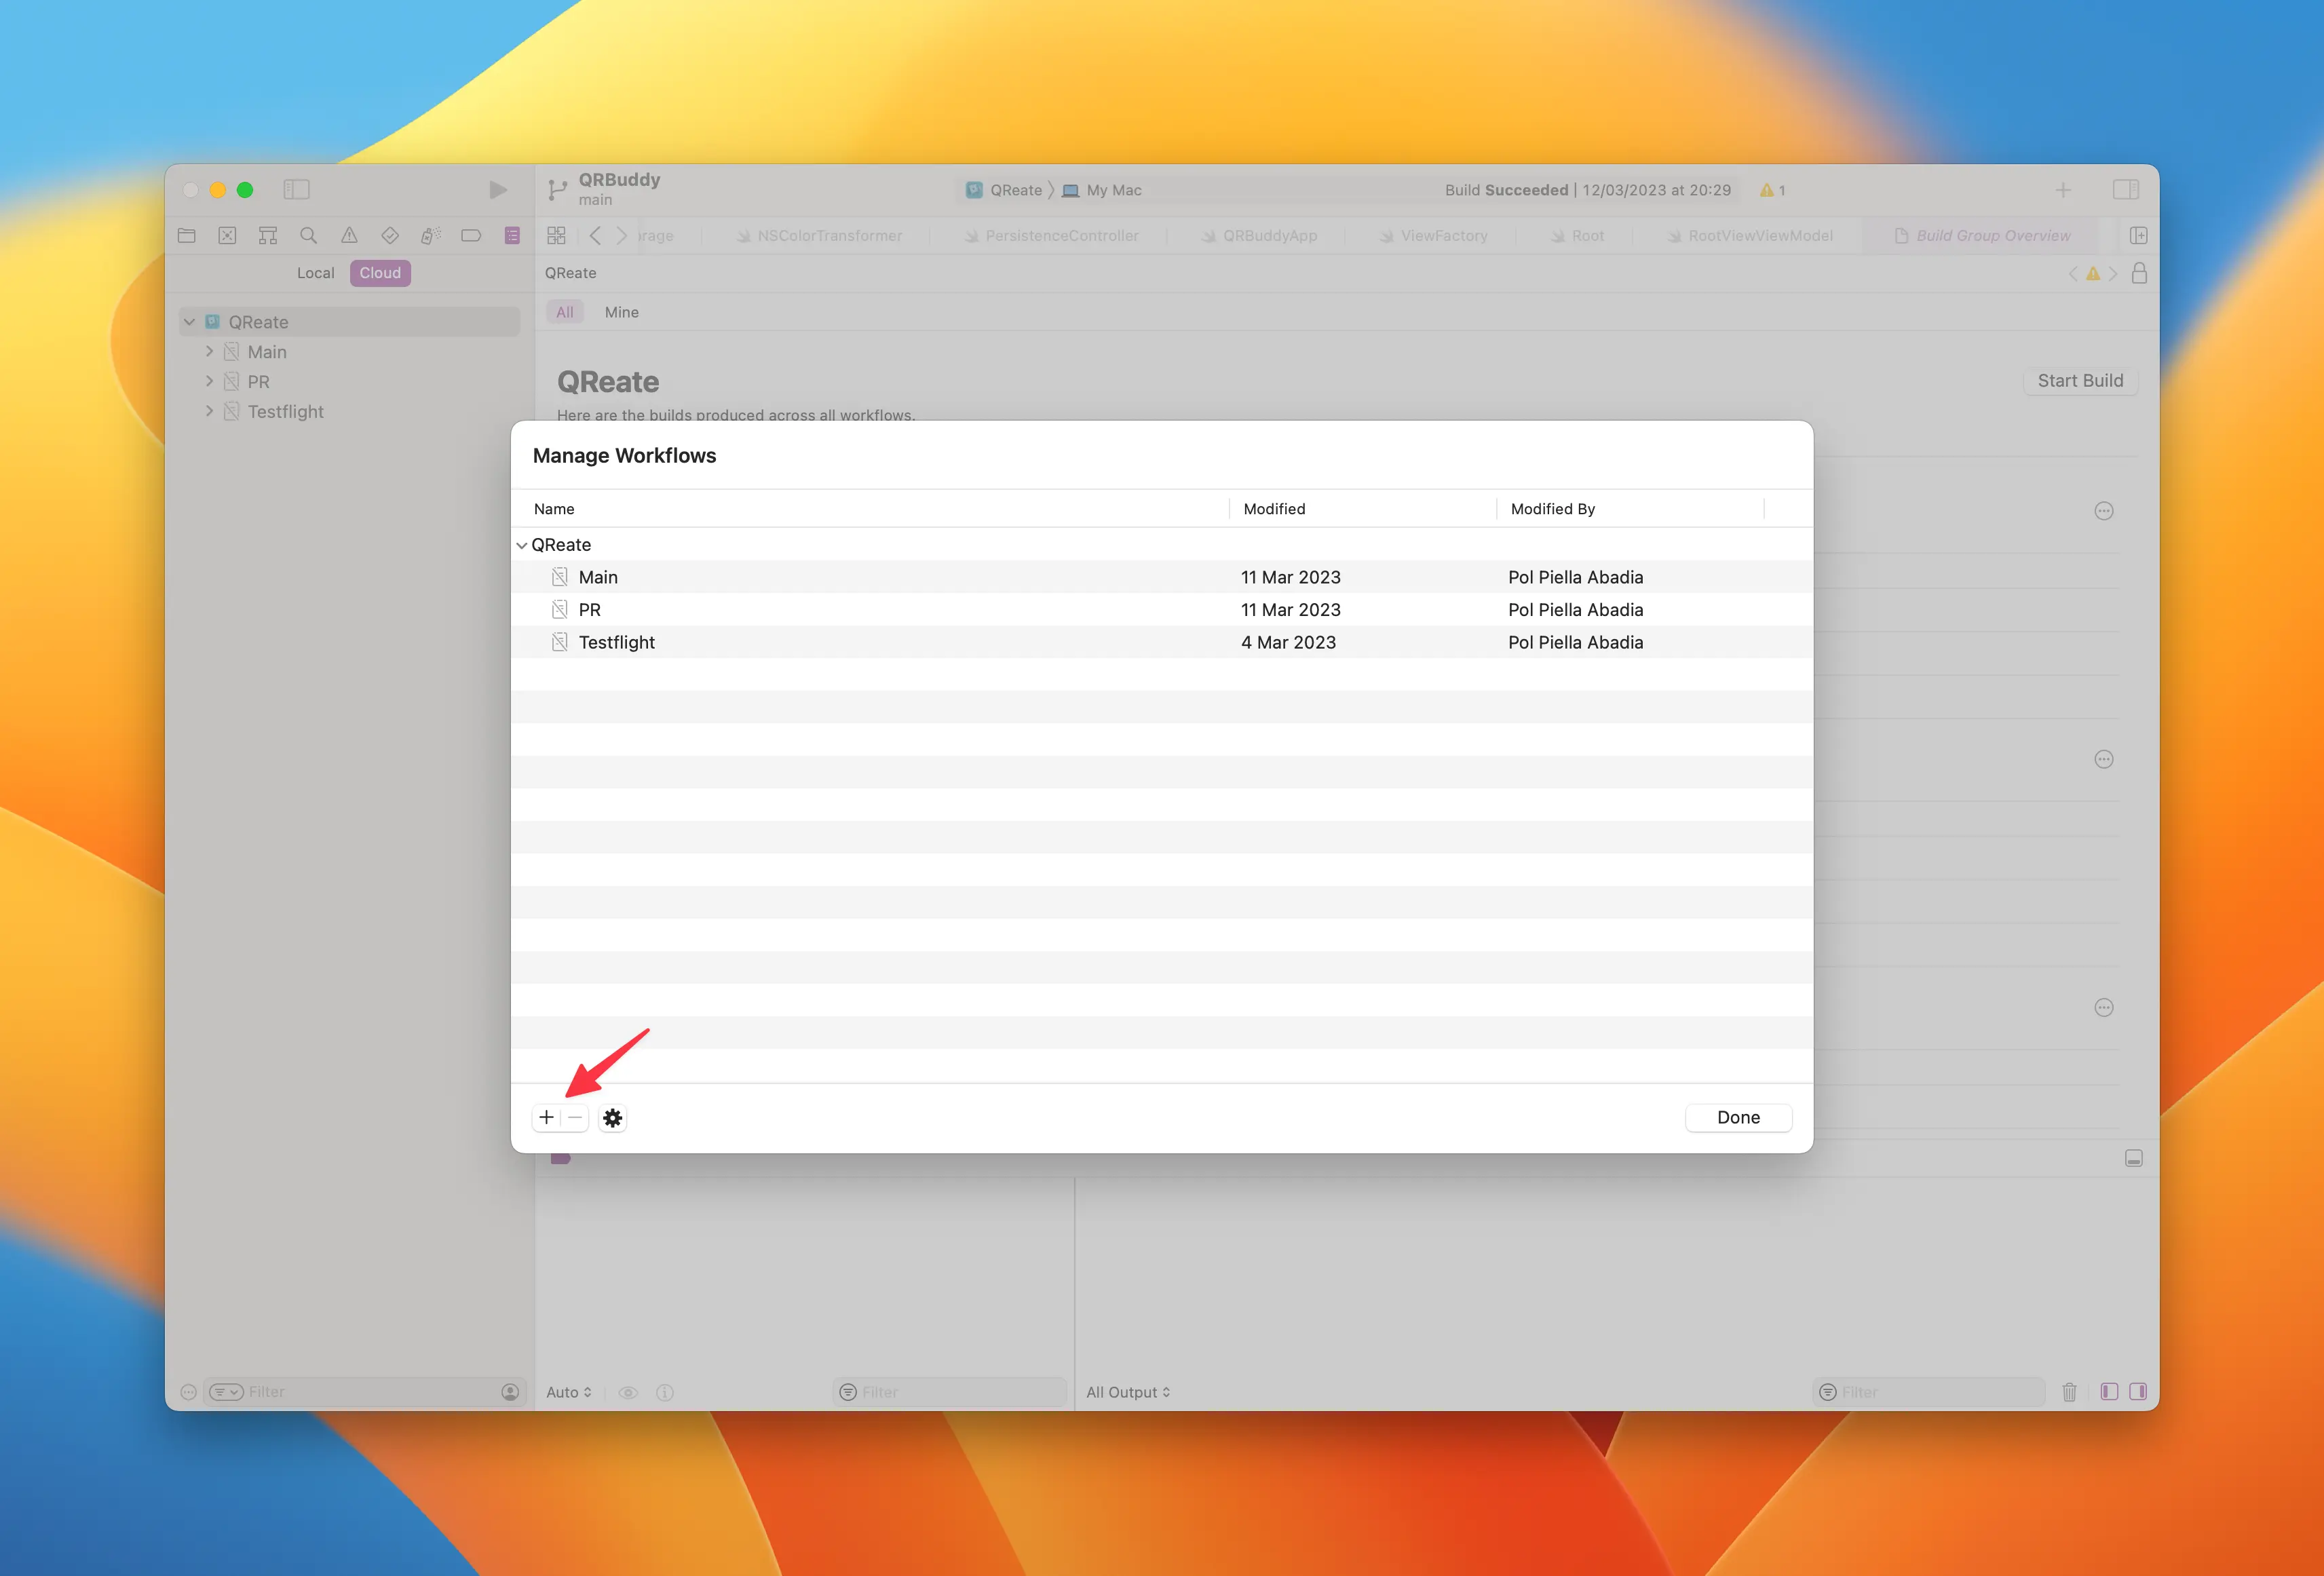 QRBuddy
main
QReate
My Mac
Build Succeeded | 12/03/2023 at 20:29
1
NSColorTransformer
PersistenceController
QRBuddyApp
ViewFactory
Root
RootViewViewModel
Build Group Overview
Local
Cloud
QReate
All
Mine
QReate
Main
PR
Testflight
QReate
Start Build
Here are the builds produced across all workflows.
Manage Workflows
Name
Modified
Modified By
QReate
Main
11 Mar 2023
Pol Piella Abadia
PR
11 Mar 2023
Pol Piella Abadia
Testflight
4 Mar 2023
Pol Piella Abadia
Done
Filter
Auto
Filter
All Output
Filter